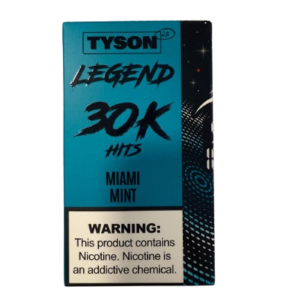 TYSON
LEGEND
30K
HITS
MIAMI
MINT
WARNING:
This product contains
Nicotine. Nicotine is
an addictive chemical.